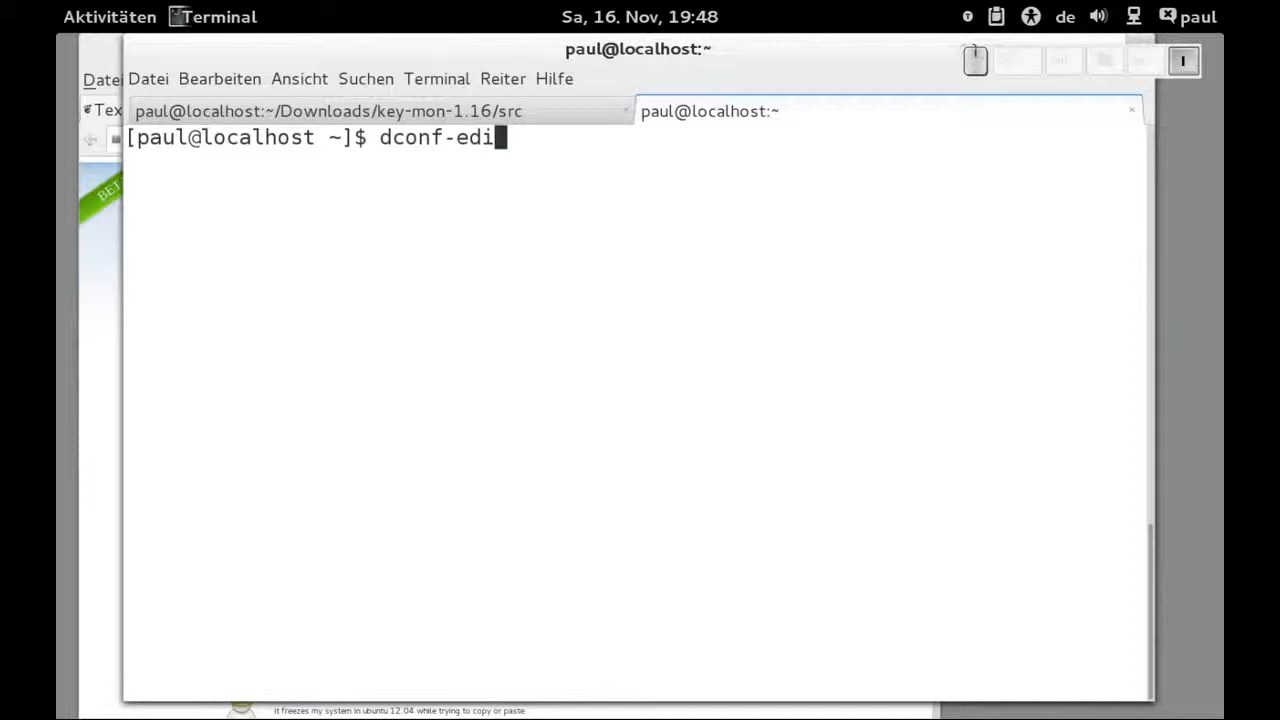 Aktivitäten Terminal Sa, 16. Nov, 19:48 de paul
paul@localhost:~
Datei Bearbeiten Ansicht Suchen Terminal Reiter Hilfe
paul@localhost:~/Downloads/key-mon-1.16/src paul@localhost:~
[paul@localhost ~]$ dconf-edi
Datei
Tex
BET
it freezes my system in ubuntu 12.04 while trying to copy or paste
I